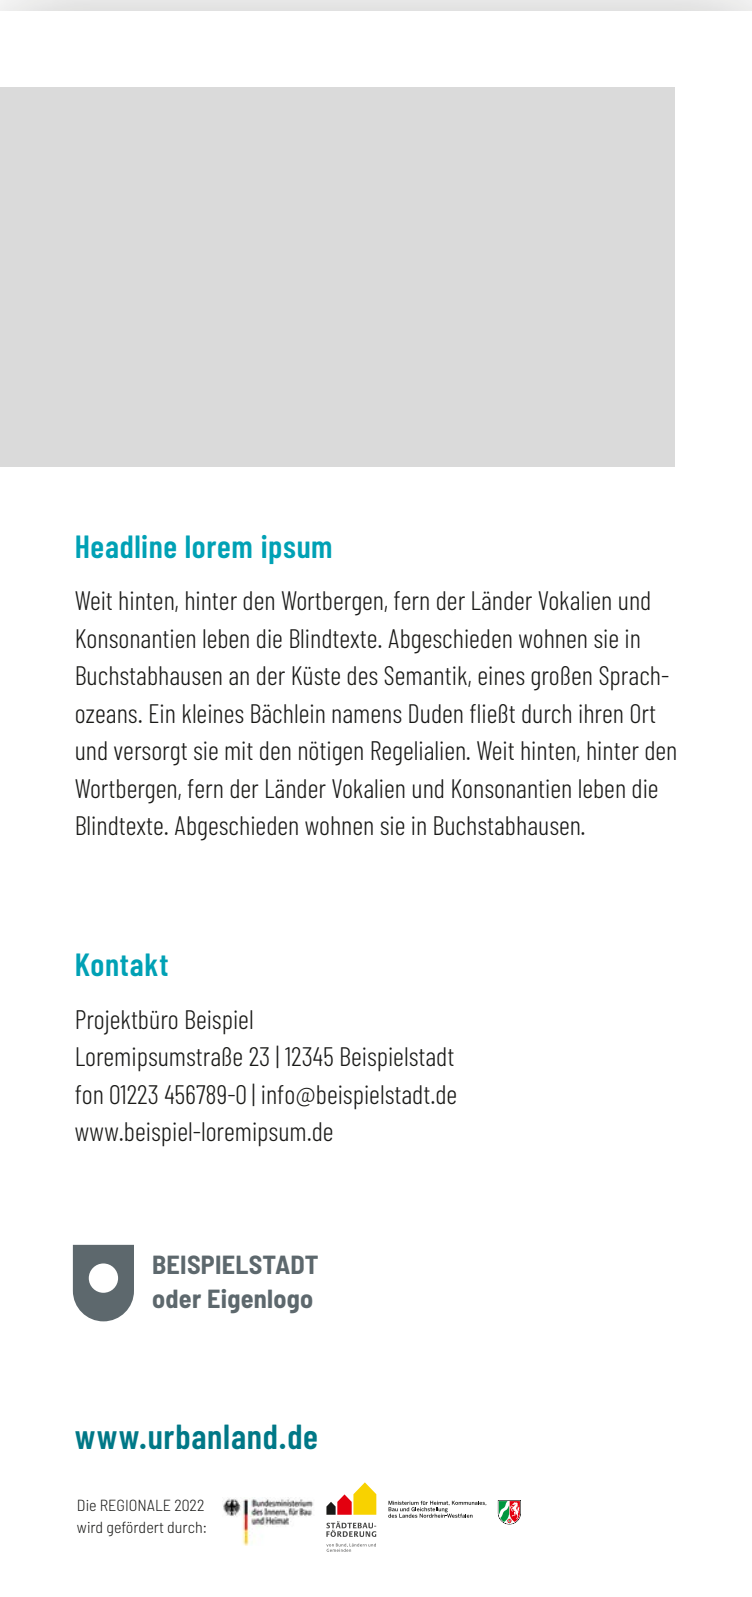 Headline lorem ipsum
Weit hinten, hinter den Wortbergen, fern der Länder Vokalien und
Konsonantien leben die Blindtexte. Abgeschieden wohnen sie in
Buchstabhausen an der Küste des Semantik, eines großen Sprach-
ozeans. Ein kleines Bächlein namens Duden fließt durch ihren Ort
und versorgt sie mit den nötigen Regelialien. Weit hinten, hinter den
Wortbergen, fern der Länder Vokalien und Konsonantien leben die
Blindtexte. Abgeschieden wohnen sie in Buchstabhausen.
Kontakt
Projektbüro Beispiel
Loremipsumstraße 23 | 12345 Beispielstadt
fon 01223 456789-0 | info@beispielstadt.de
www.beispiel-loremipsum.de
BEISPIELSTADT
oder Eigenlogo
www.urbanland.de
Die REGIONALE 2022
wird gefördert durch:
Bundesministerium
des Innern, für Bau
und Heimat
STÄDTEBAU-
FÖRDERUNG
von Bund, Ländern und
Gemeinden
Ministerium für Heimat, Kommunales,
Bau und Gleichstellung
des Landes Nordrhein-Westfalen